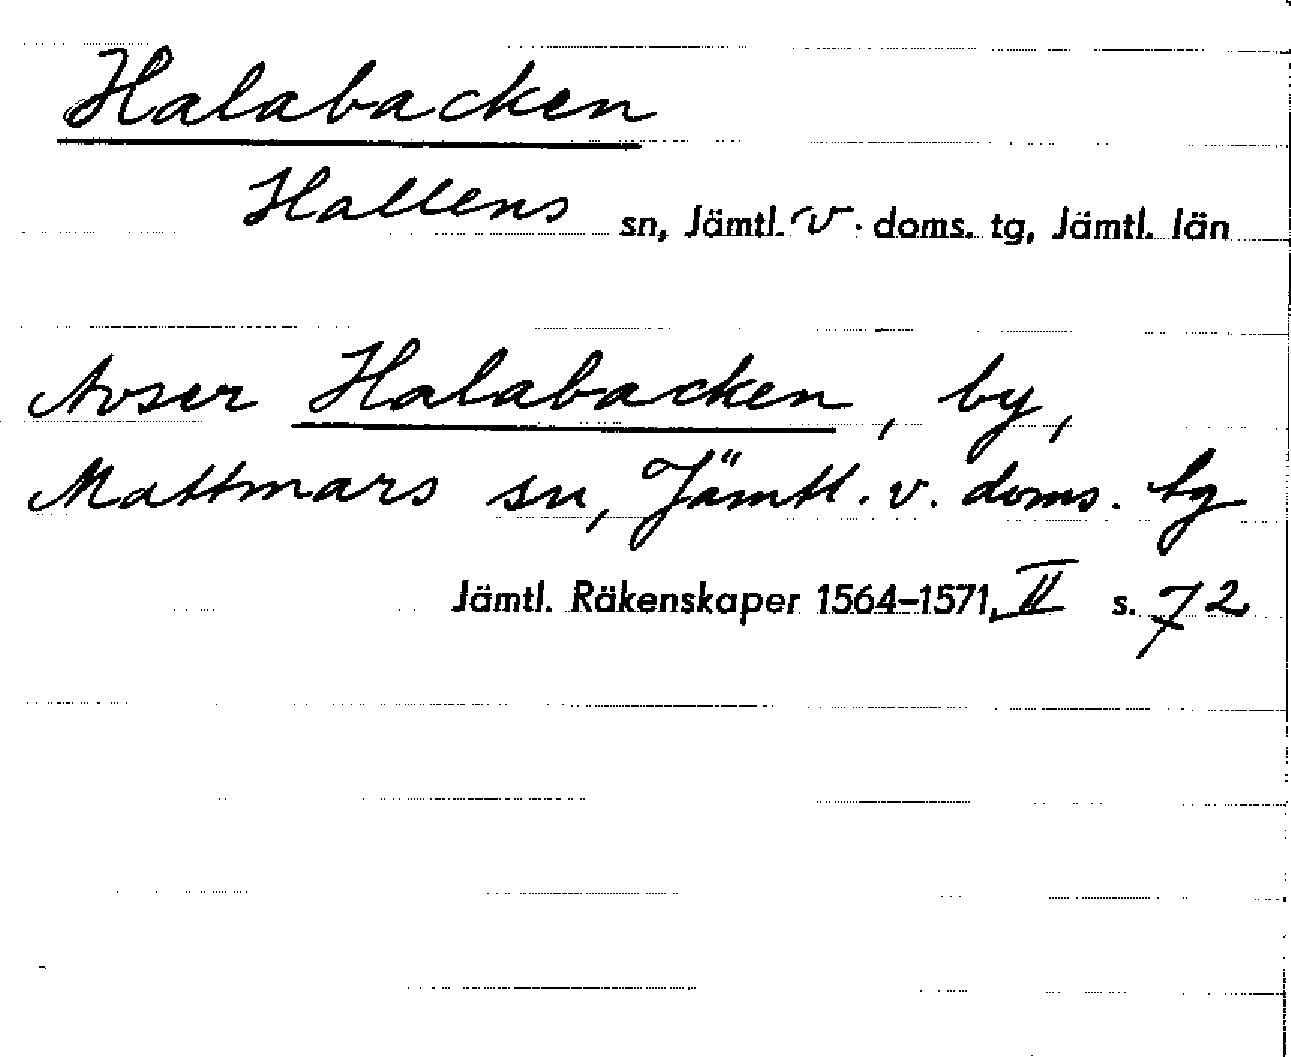 Halabacken
Hallens sn, Jämtl. v. doms. tg, Jämtl. län
Avser Halabacken, by,
Mattmars sn, Jämtl. v. doms. tg
Jämtl. Räkenskaper 1564–1571, II s. 72